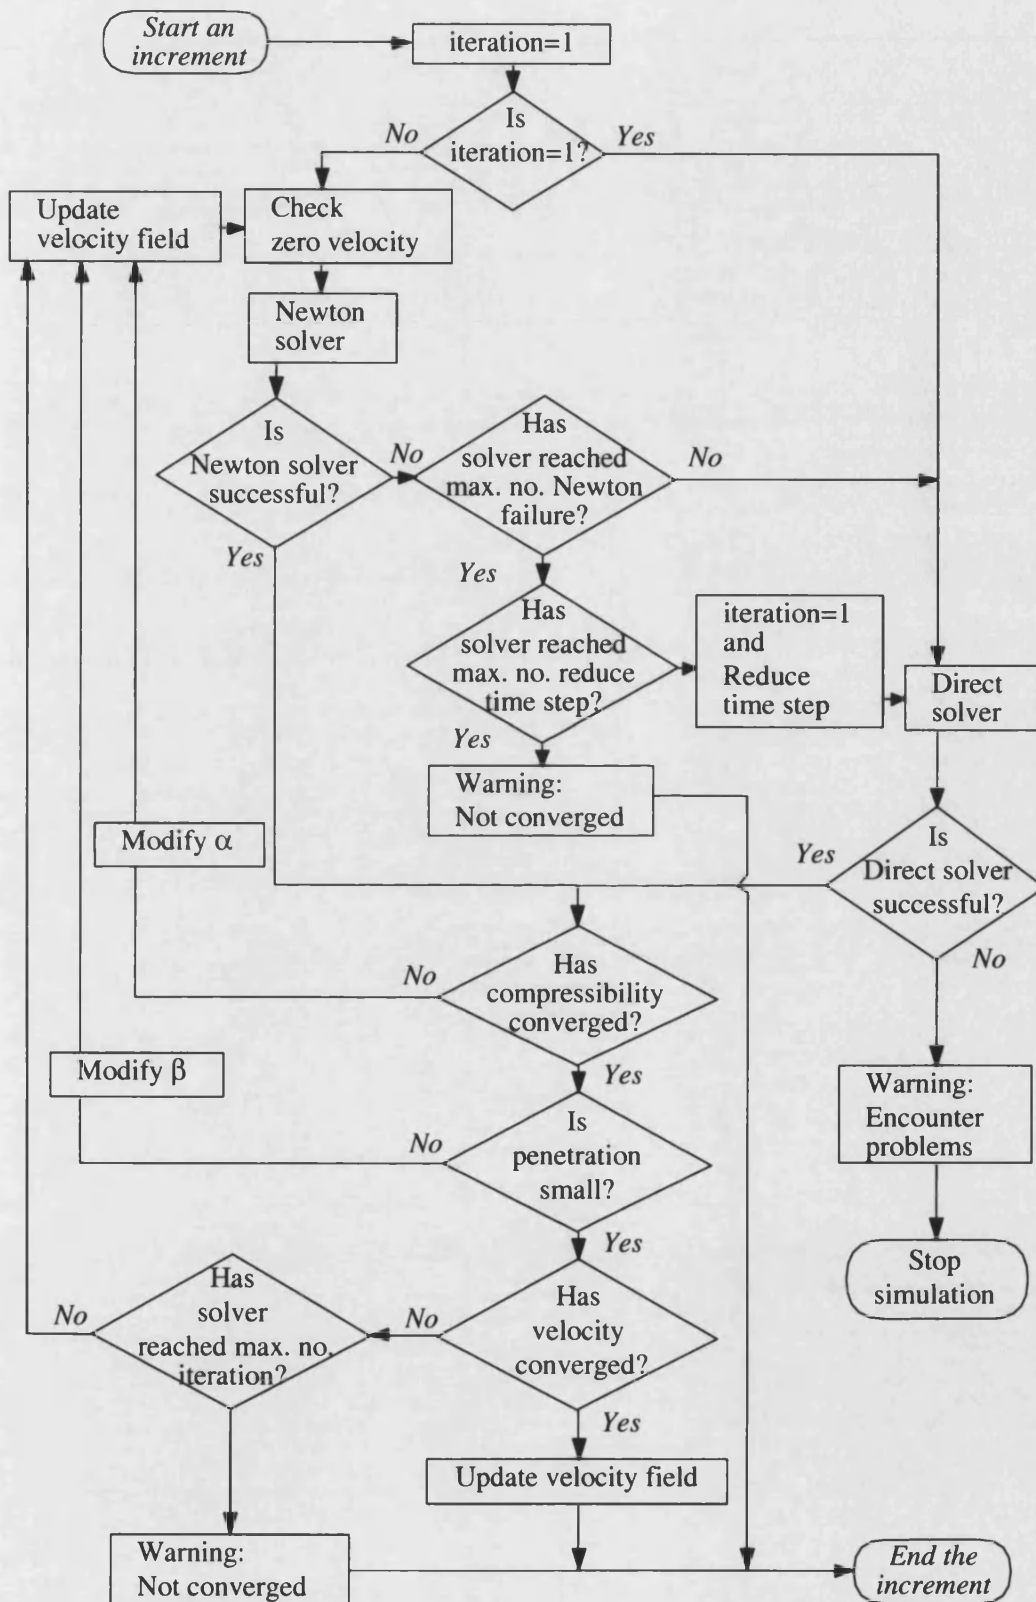 Start an
increment
iteration=1
Is
iteration=1?
No
Yes
Update
velocity field
Check
zero velocity
Newton
solver
Is
Newton solver
successful?
No
Yes
Has
solver reached
max. no. Newton
failure?
No
Yes
Has
solver reached
max. no. reduce
time step?
Yes
iteration=1
and
Reduce
time step
Direct
solver
Warning:
Not converged
Modify α
Is
Direct solver
successful?
Yes
No
Has
compressibility
converged?
No
Yes
Modify β
Is
penetration
small?
No
Yes
Warning:
Encounter
problems
Stop
simulation
Has
velocity
converged?
No
Yes
Has
solver
reached max. no.
iteration?
No
Update velocity field
Warning:
Not converged
End the
increment